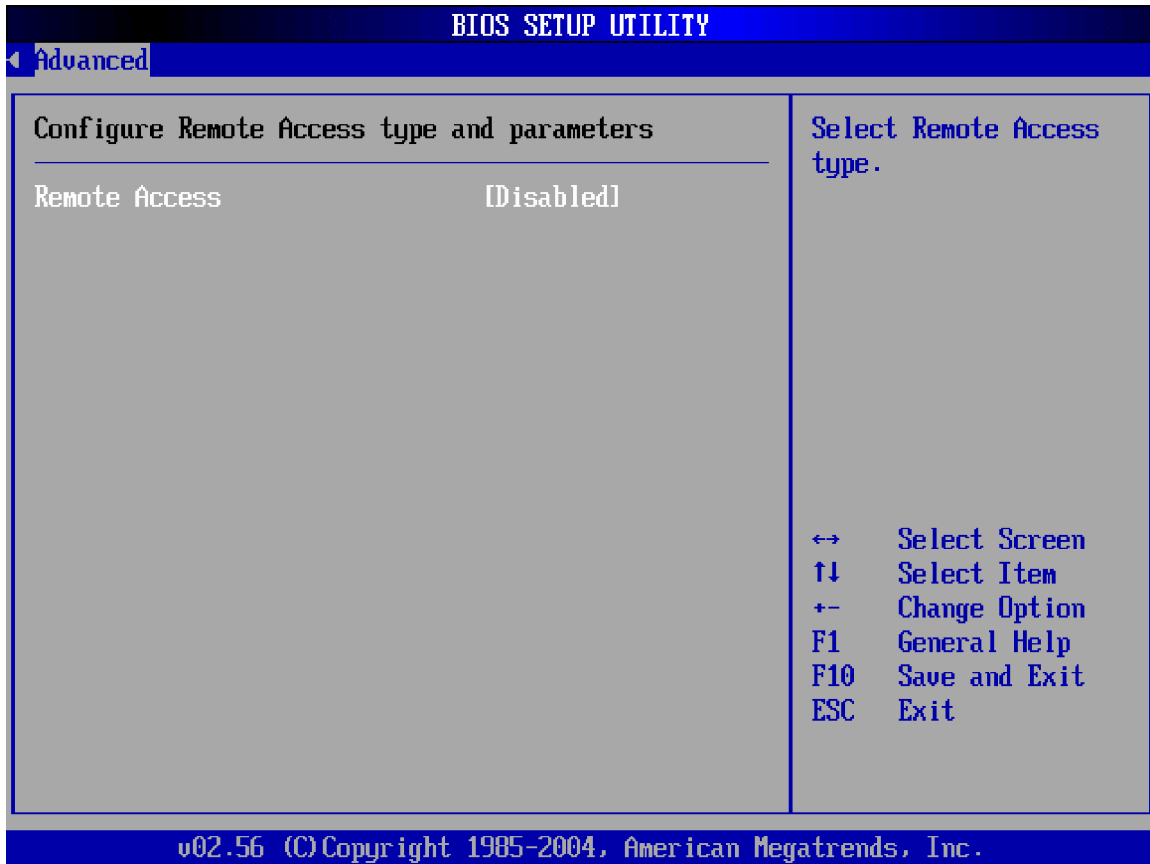 BIOS SETUP UTILITY
Advanced
Configure Remote Access type and parameters
Remote Access [Disabled]
Select Remote Access
type.
←→ Select Screen
↑↓ Select Item
+- Change Option
F1 General Help
F10 Save and Exit
ESC Exit
v02.56 (C)Copyright 1985-2004, American Megatrends, Inc.